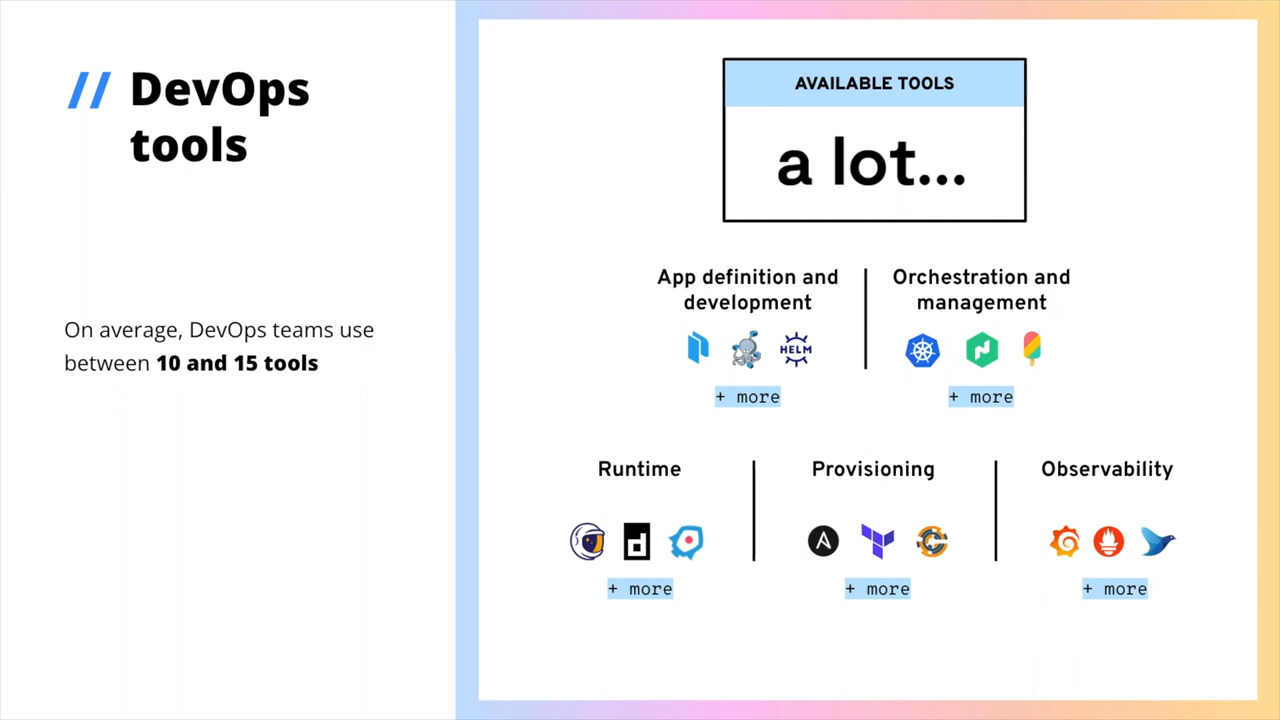 // DevOps
tools
On average, DevOps teams use
between 10 and 15 tools
AVAILABLE TOOLS
a lot...
App definition and
development
HELM
+ more
Orchestration and
management
+ more
Runtime
d
+ more
Provisioning
A
+ more
Observability
+ more